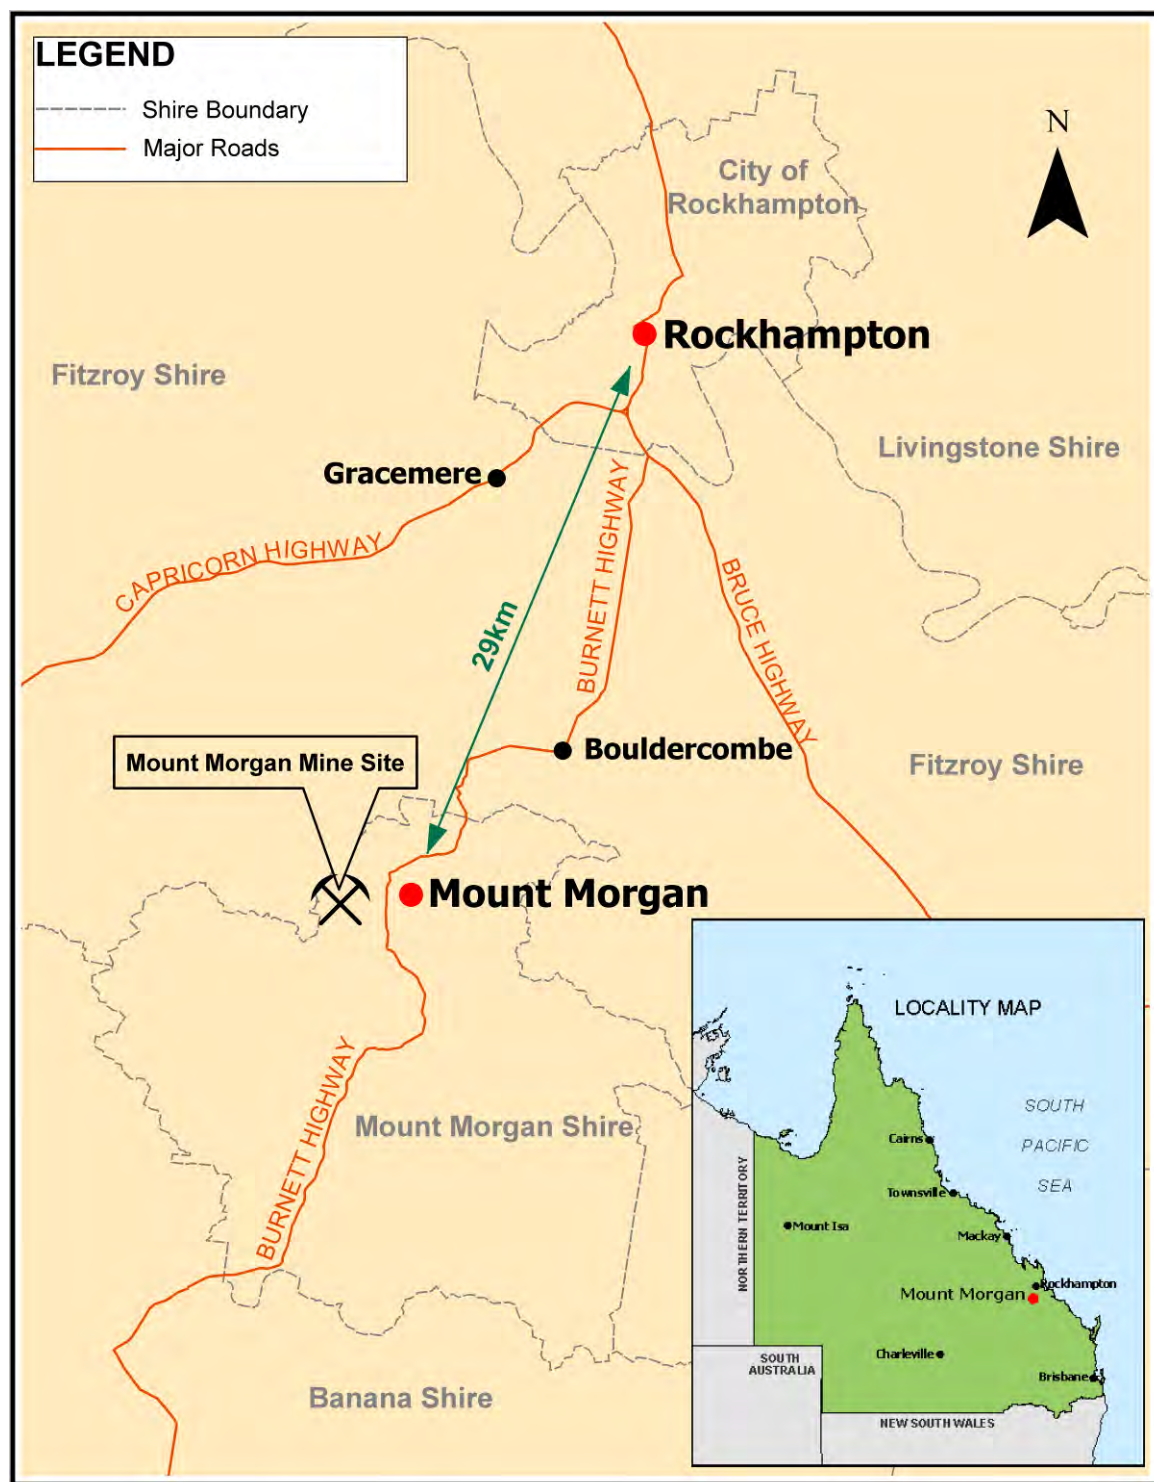 LEGEND
Shire Boundary
Major Roads
N
City of
Rockhampton
Rockhampton
Fitzroy Shire
Livingstone Shire
Gracemere
CAPRICORN HIGHWAY
BURNETT HIGHWAY
BRUCE HIGHWAY
29km
Bouldercombe
Mount Morgan Mine Site
Fitzroy Shire
Mount Morgan
BURNETT HIGHWAY
Mount Morgan Shire
Banana Shire
LOCALITY MAP
SOUTH
PACIFIC
SEA
Cairns
Townsville
NORTHERN TERRITORY
Mount Isa
Mackay
Rockhampton
Mount Morgan
Charleville
SOUTH
AUSTRALIA
Brisbane
NEW SOUTH WALES